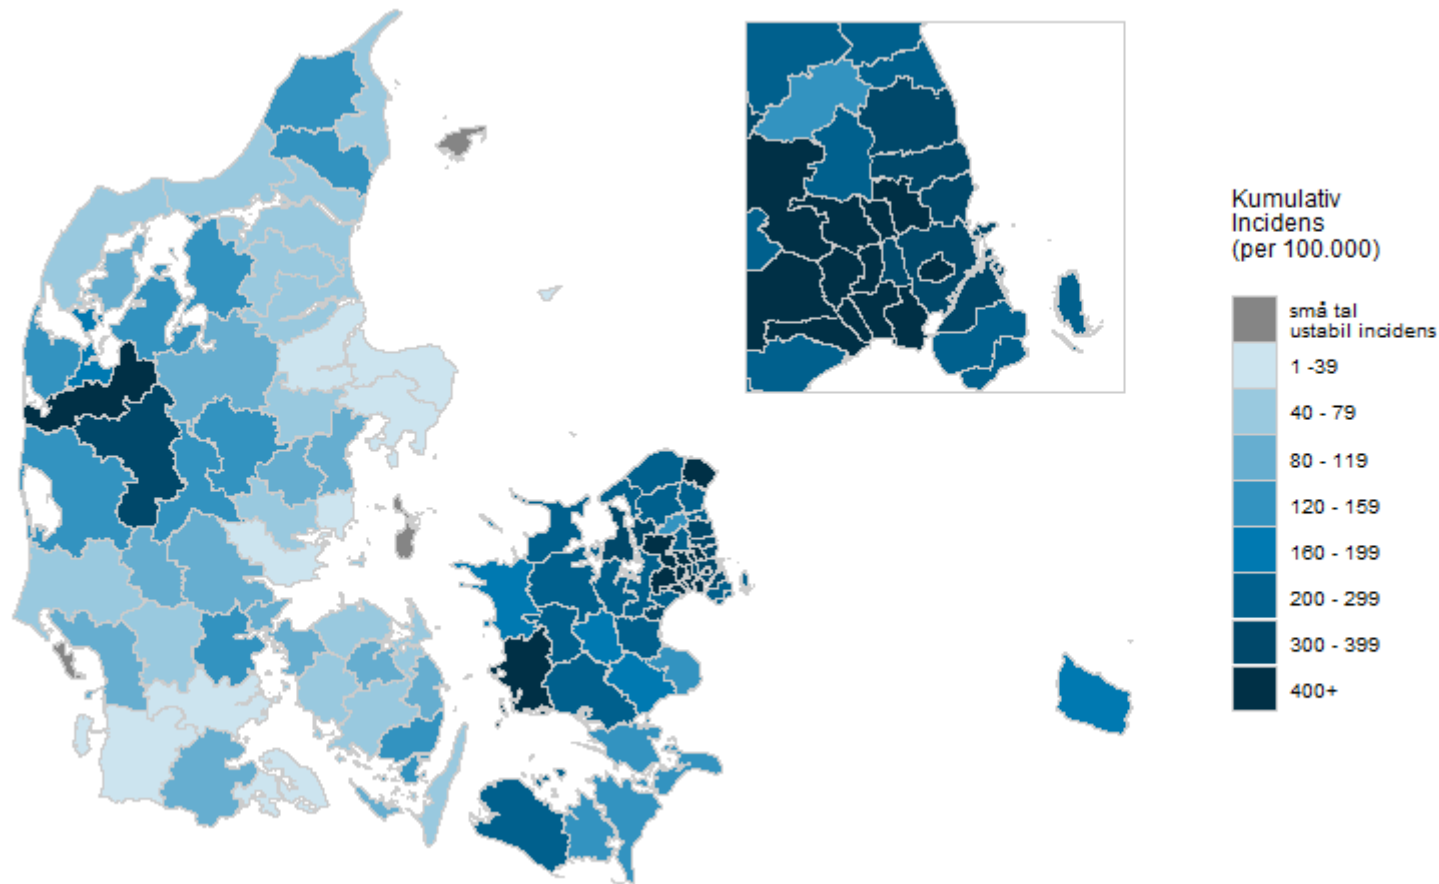 Kumulativ
Incidens
(per 100.000)
små tal
ustabil incidens
1 -39
40 - 79
80 - 119
120 - 159
160 - 199
200 - 299
300 - 399
400+